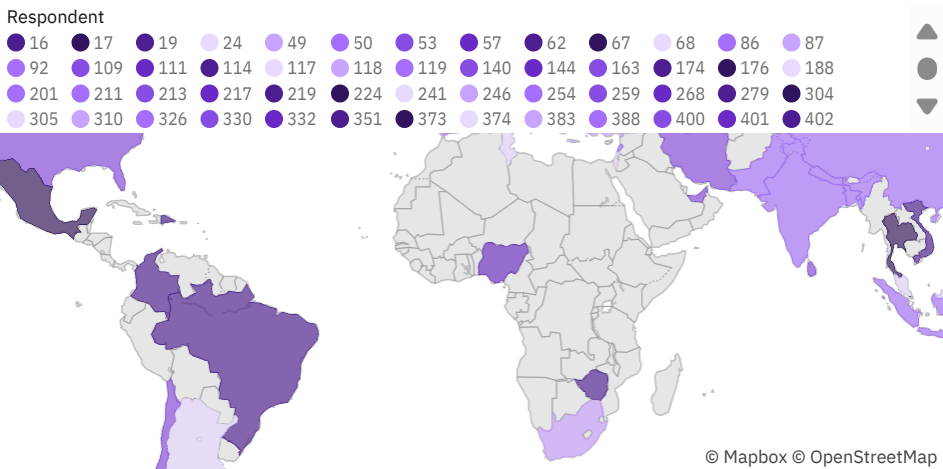 Respondent
16 17 19 24 49 50 53 57 62 67 68 86 87
92 109 111 114 117 118 119 140 144 163 174 176 188
201 211 213 217 219 224 241 246 254 259 268 279 304
305 310 326 330 332 351 373 374 383 388 400 401 402
© Mapbox © OpenStreetMap